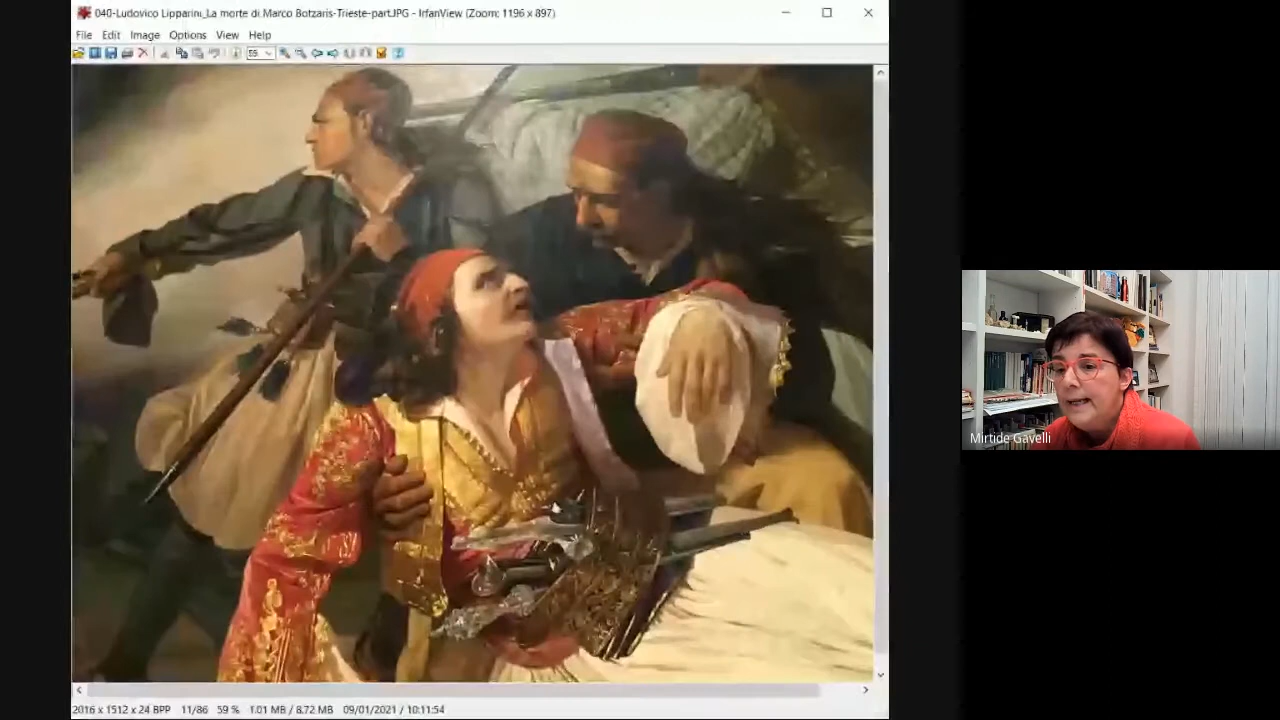 040-Ludovico Lipparini_La morte di Marco Botzaris-Trieste-part.JPG - IrfanView (Zoom: 1196 x 897)
File Edit Image Options View Help
55
Mirtide Gavelli
2016 x 1512 x 24 BPP 11/86 59 % 1.01 MB / 8.72 MB 09/01/2021 / 10:11:54